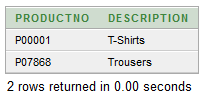 PRODUCTNO DESCRIPTION
P00001 T-Shirts
P07868 Trousers
2 rows returned in 0.00 seconds